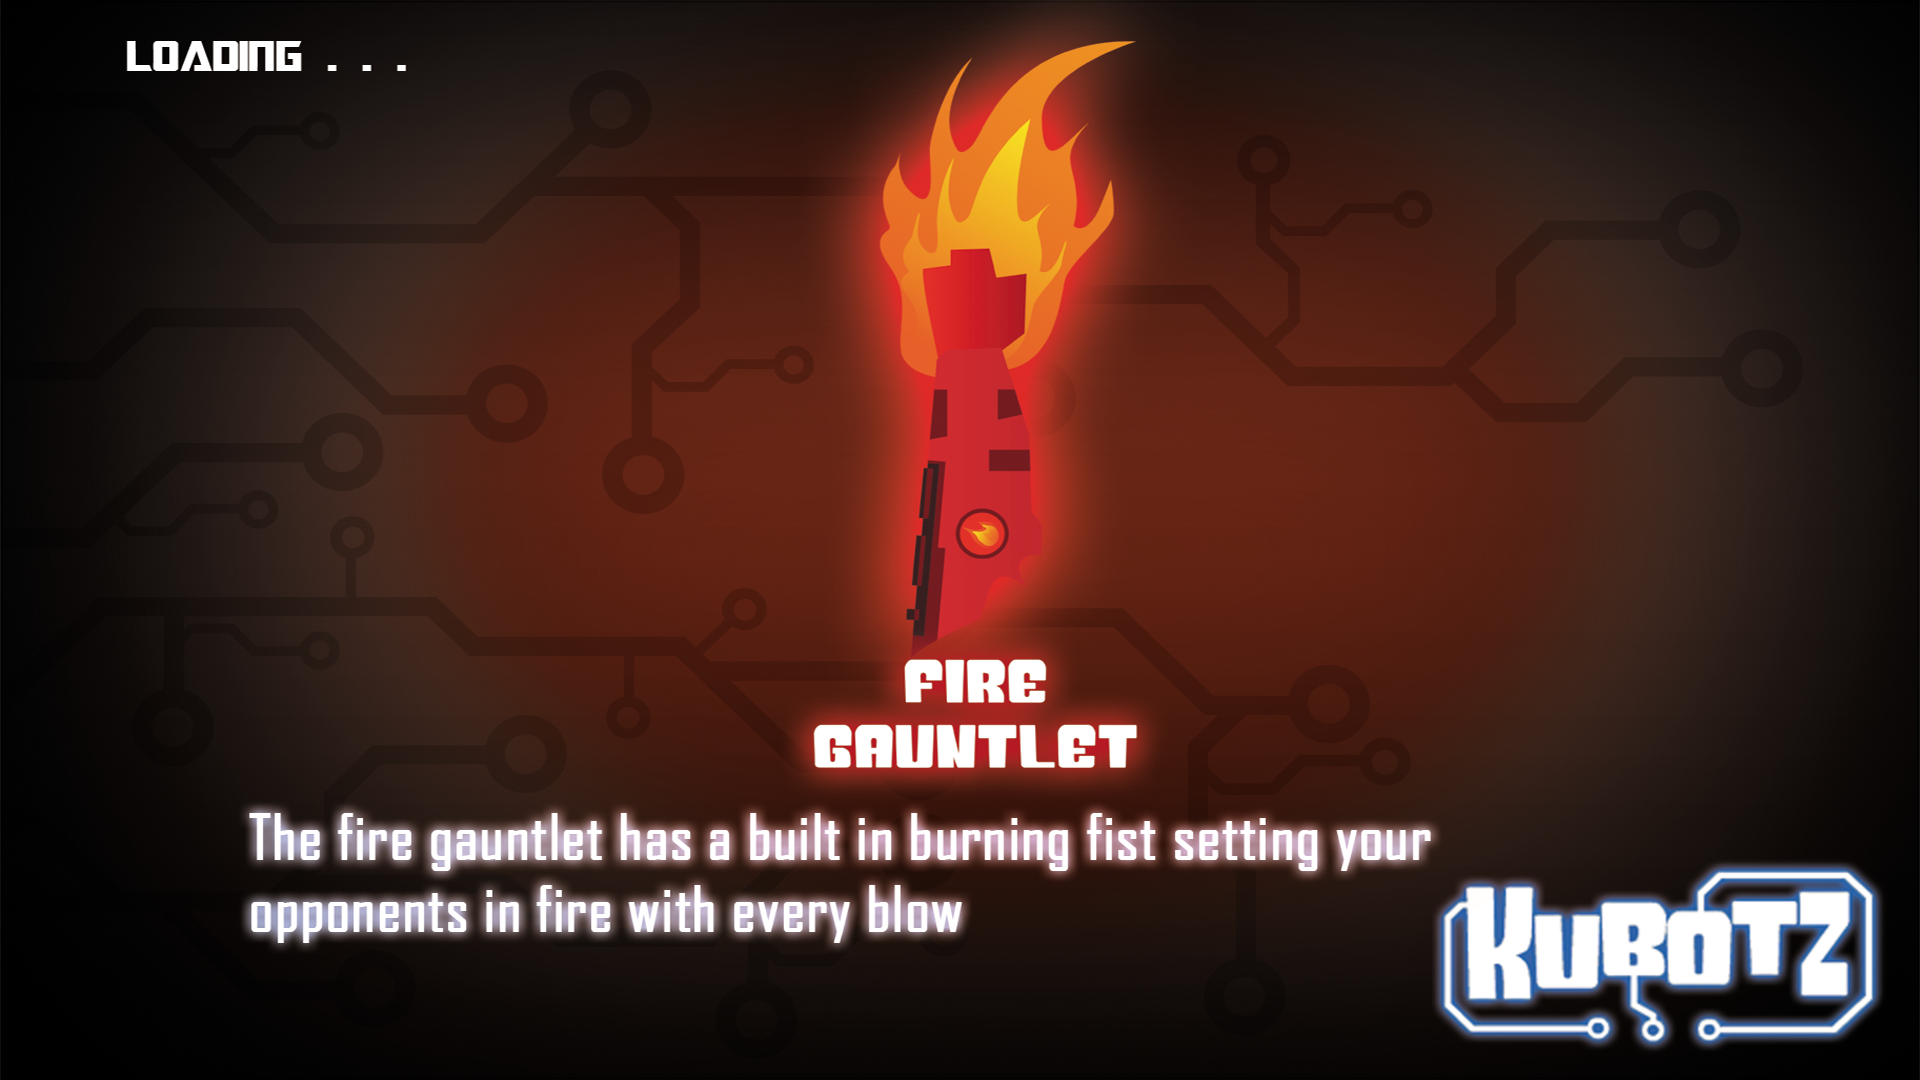 LOADING . . .
FIRE
GAUNTLET
The fire gauntlet has a built in burning fist setting your
opponents in fire with every blow
KUBOTZ